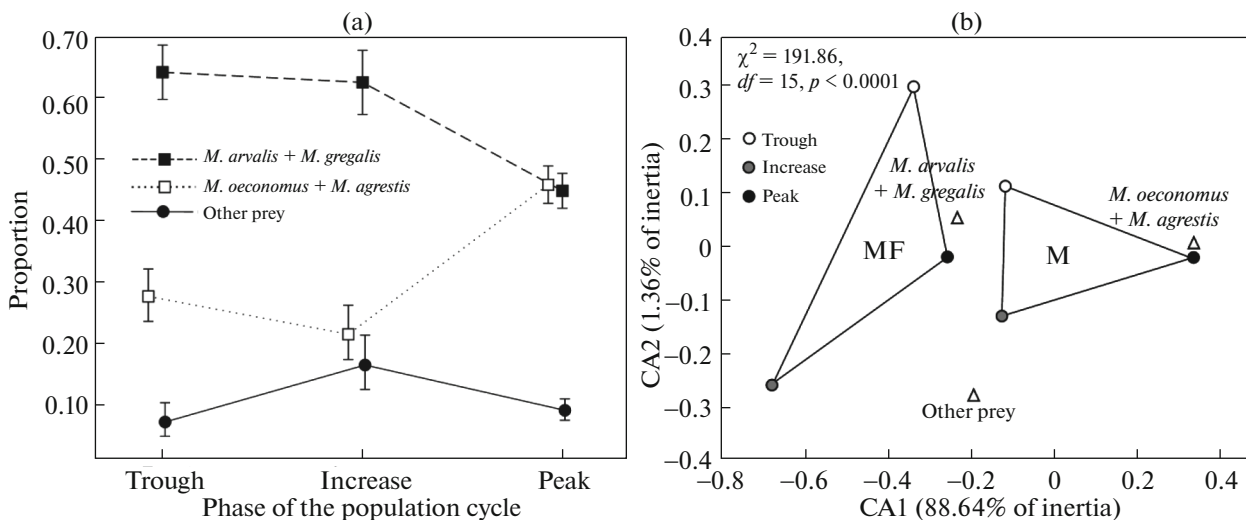 (a)
0.70
0.60
0.50
0.40
0.30
0.20
0.10
Proportion
M. arvalis + M. gregalis
M. oeconomus + M. agrestis
Other prey
Trough
Increase
Peak
Phase of the population cycle
(b)
0.4
0.3
0.2
0.1
0
−0.1
−0.2
−0.3
−0.4
CA2 (1.36% of inertia)
χ² = 191.86,
df = 15, p < 0.0001
Trough
Increase
Peak
M. arvalis
+ M. gregalis
M. oeconomus
+ M. agrestis
MF
M
Other prey
−0.8
−0.6
−0.4
−0.2
0
0.2
0.4
CA1 (88.64% of inertia)